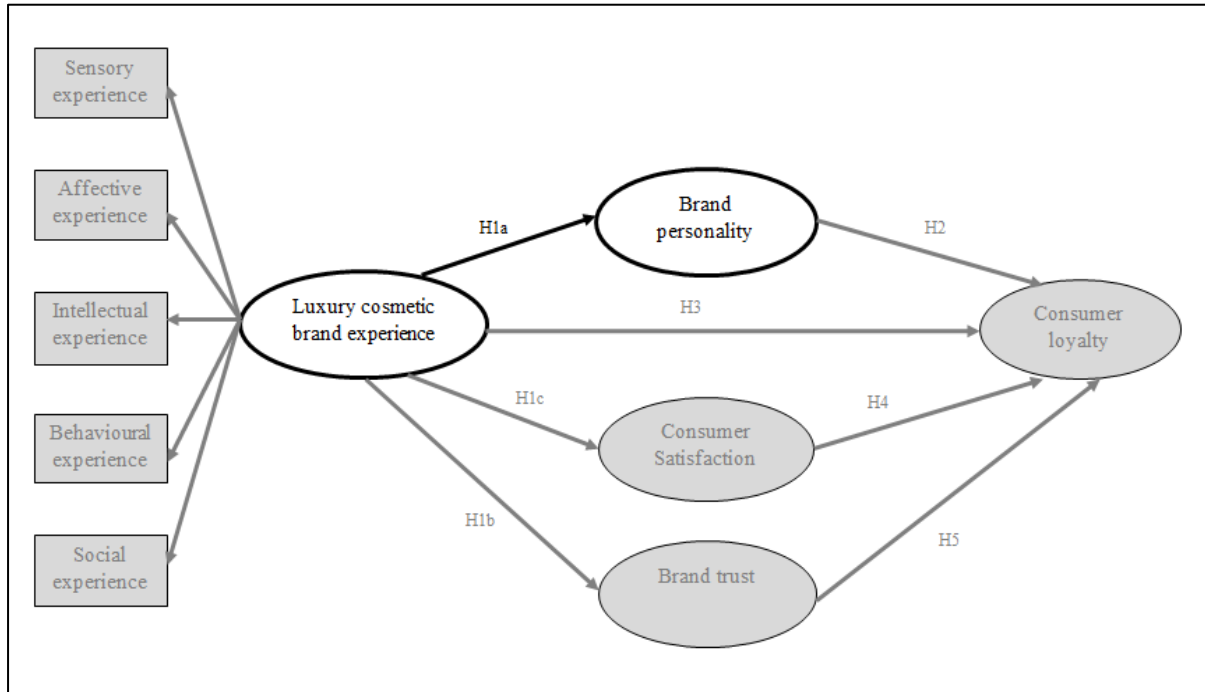 Sensory
experience
Affective
experience
Intellectual
experience
Behavioural
experience
Social
experience
Luxury cosmetic
brand experience
H1a
Brand
personality
H2
H3
Consumer
loyalty
H1c
Consumer
Satisfaction
H4
H1b
Brand trust
H5